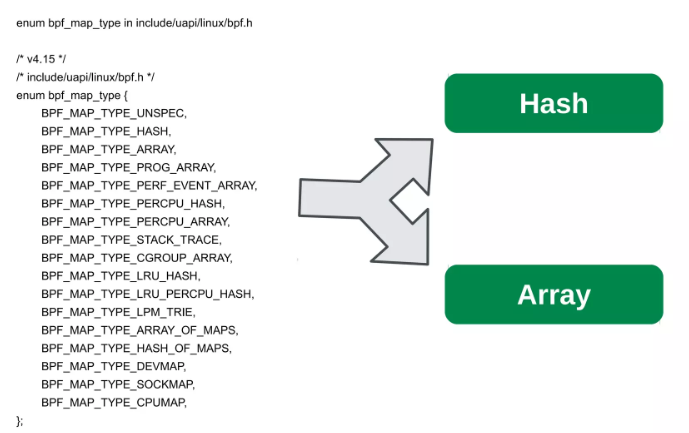 enum bpf_map_type in include/uapi/linux/bpf.h
/* v4.15 */
/* include/uapi/linux/bpf.h */
enum bpf_map_type {
BPF_MAP_TYPE_UNSPEC,
BPF_MAP_TYPE_HASH,
BPF_MAP_TYPE_ARRAY,
BPF_MAP_TYPE_PROG_ARRAY,
BPF_MAP_TYPE_PERF_EVENT_ARRAY,
BPF_MAP_TYPE_PERCPU_HASH,
BPF_MAP_TYPE_PERCPU_ARRAY,
BPF_MAP_TYPE_STACK_TRACE,
BPF_MAP_TYPE_CGROUP_ARRAY,
BPF_MAP_TYPE_LRU_HASH,
BPF_MAP_TYPE_LRU_PERCPU_HASH,
BPF_MAP_TYPE_LPM_TRIE,
BPF_MAP_TYPE_ARRAY_OF_MAPS,
BPF_MAP_TYPE_HASH_OF_MAPS,
BPF_MAP_TYPE_DEVMAP,
BPF_MAP_TYPE_SOCKMAP,
BPF_MAP_TYPE_CPUMAP,
};
Hash
Array